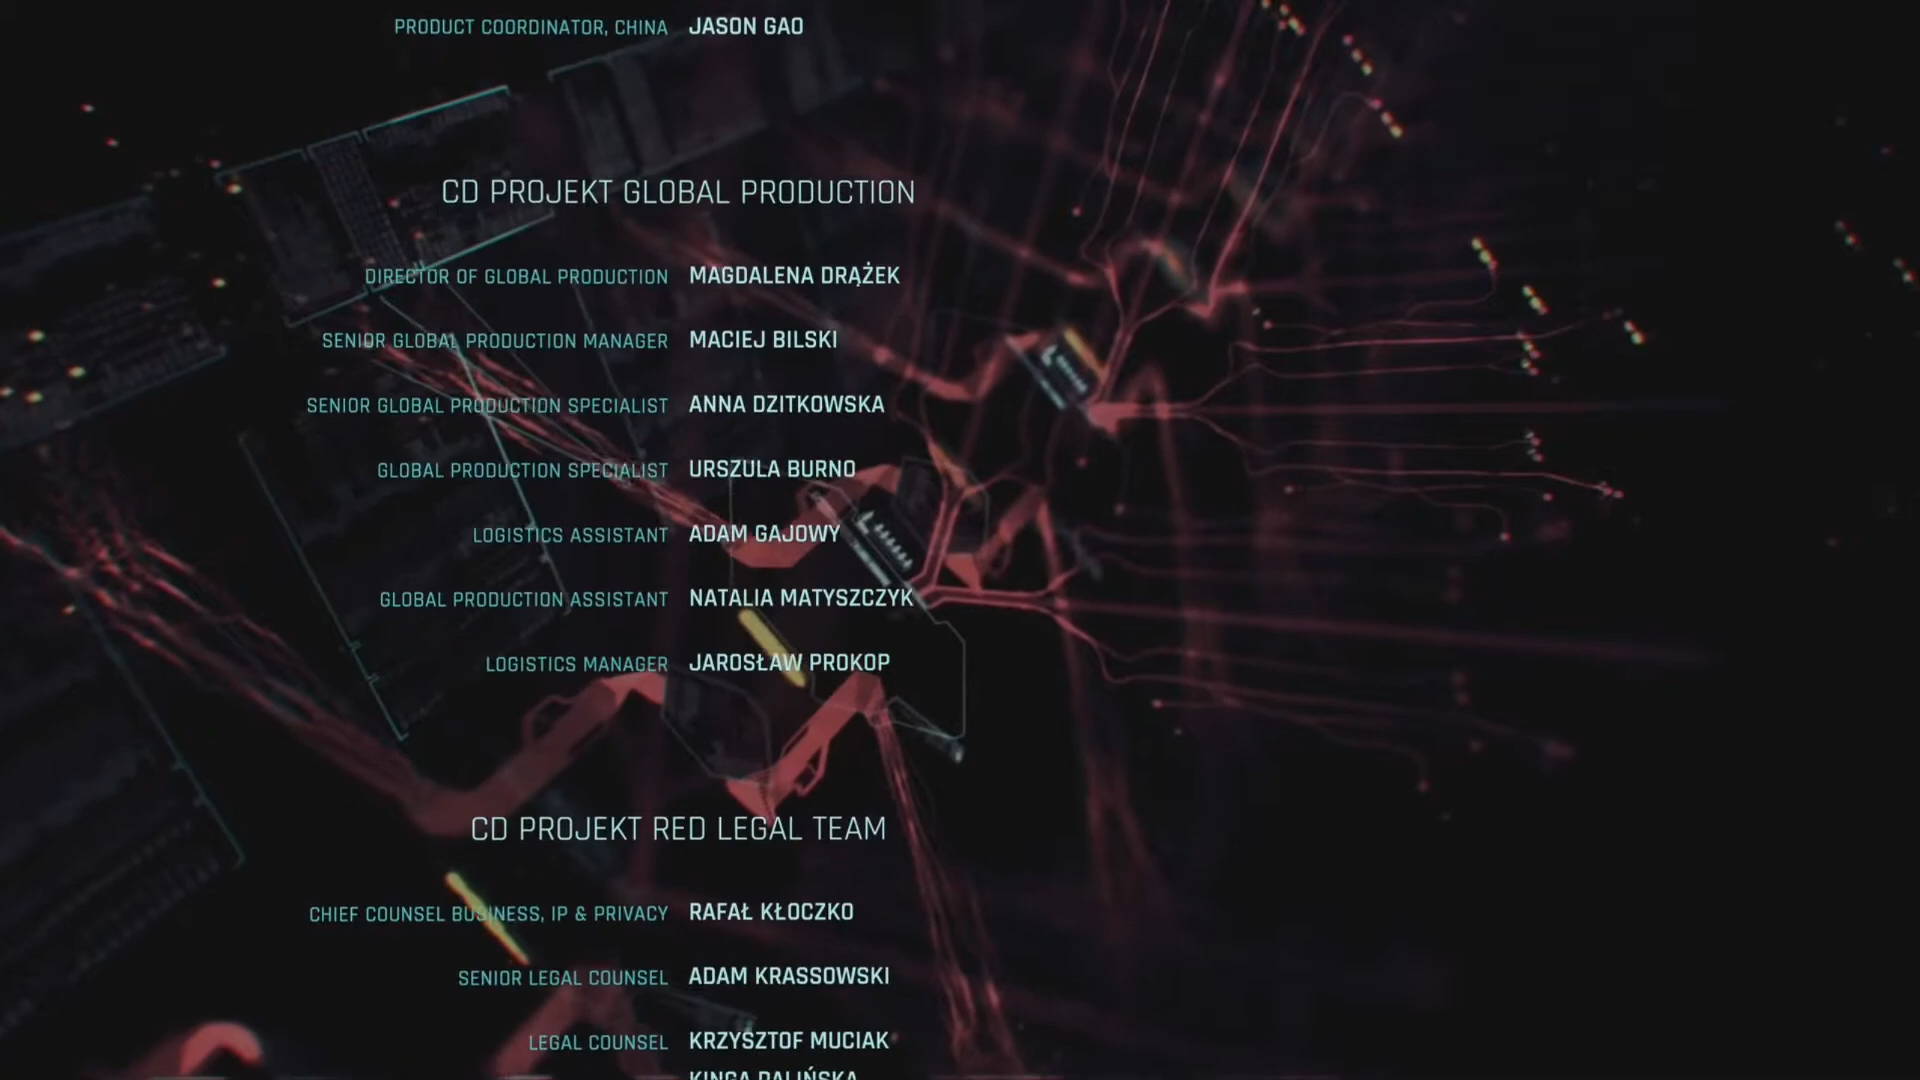 PRODUCT COORDINATOR, CHINA JASON GAO
CD PROJEKT GLOBAL PRODUCTION
DIRECTOR OF GLOBAL PRODUCTION MAGDALENA DRĄŻEK
SENIOR GLOBAL PRODUCTION MANAGER MACIEJ BILSKI
SENIOR GLOBAL PRODUCTION SPECIALIST ANNA DZITKOWSKA
GLOBAL PRODUCTION SPECIALIST URSZULA BURNO
LOGISTICS ASSISTANT ADAM GAJOWY
GLOBAL PRODUCTION ASSISTANT NATALIA MATYSZCZYK
LOGISTICS MANAGER JAROSŁAW PROKOP
CD PROJEKT RED LEGAL TEAM
CHIEF COUNSEL BUSINESS, IP & PRIVACY RAFAŁ KŁOCZKO
SENIOR LEGAL COUNSEL ADAM KRASSOWSKI
LEGAL COUNSEL KRZYSZTOF MUCIAK
KINGA PALIŃSKA